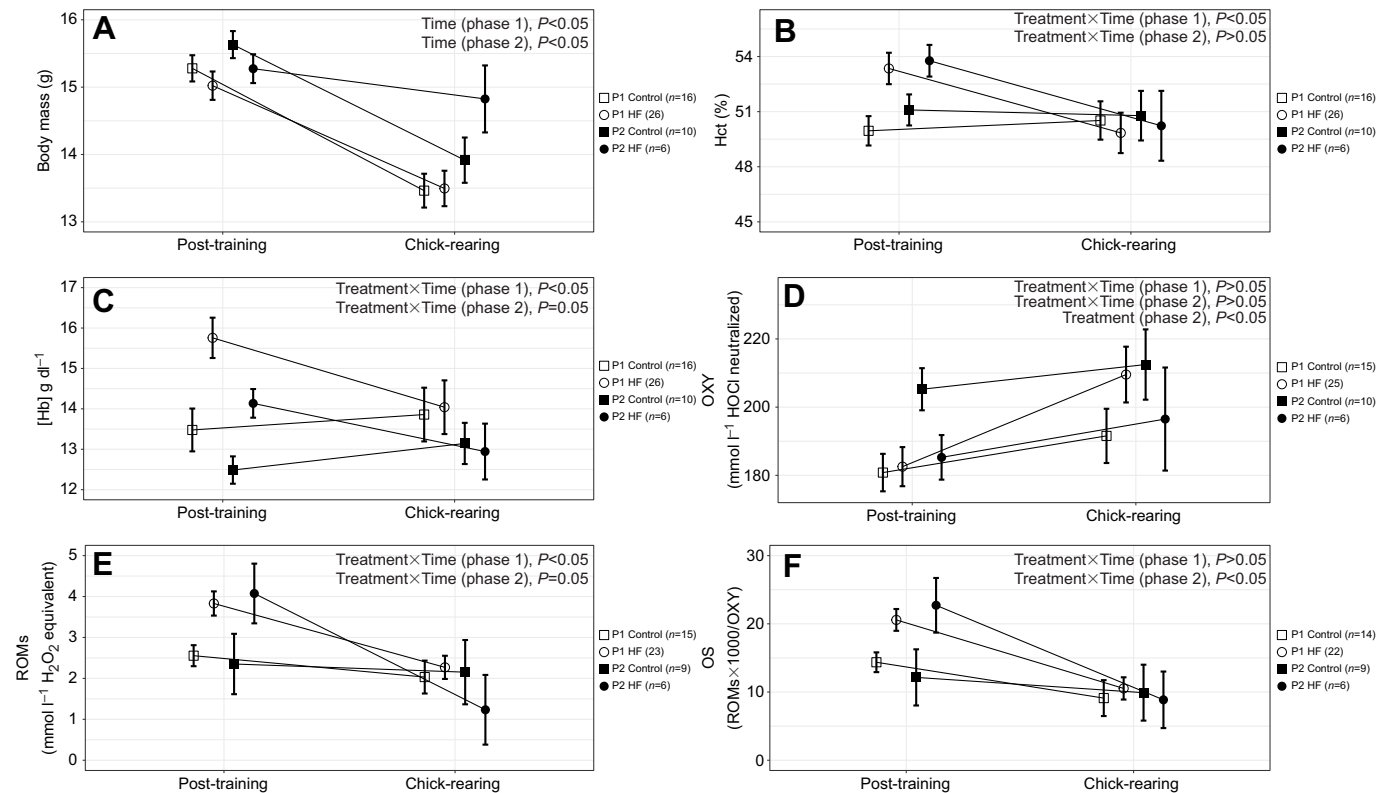 A
Time (phase 1), P<0.05
Time (phase 2), P<0.05
Body mass (g)
16
15
14
13
Post-training
Chick-rearing
P1 Control (n=16)
P1 HF (26)
P2 Control (n=10)
P2 HF (n=6)
B
Treatment×Time (phase 1), P<0.05
Treatment×Time (phase 2), P>0.05
Hct (%)
54
51
48
45
Post-training
Chick-rearing
P1 Control (n=16)
P1 HF (26)
P2 Control (n=10)
P2 HF (n=6)
C
Treatment×Time (phase 1), P<0.05
Treatment×Time (phase 2), P=0.05
[Hb] g dl⁻¹
17
16
15
14
13
12
Post-training
Chick-rearing
P1 Control (n=16)
P1 HF (26)
P2 Control (n=10)
P2 HF (n=6)
D
Treatment×Time (phase 1), P>0.05
Treatment×Time (phase 2), P>0.05
Treatment (phase 2), P<0.05
OXY
(mmol l⁻¹ HOCl neutralized)
220
200
180
Post-training
Chick-rearing
P1 Control (n=15)
P1 HF (25)
P2 Control (n=10)
P2 HF (n=6)
E
Treatment×Time (phase 1), P<0.05
Treatment×Time (phase 2), P=0.05
ROMs
(mmol l⁻¹ H₂O₂ equivalent)
5
4
3
2
1
0
Post-training
Chick-rearing
P1 Control (n=15)
P1 HF (23)
P2 Control (n=9)
P2 HF (n=6)
F
Treatment×Time (phase 1), P>0.05
Treatment×Time (phase 2), P<0.05
OS
(ROMs×1000/OXY)
30
20
10
0
Post-training
Chick-rearing
P1 Control (n=14)
P1 HF (22)
P2 Control (n=9)
P2 HF (n=6)